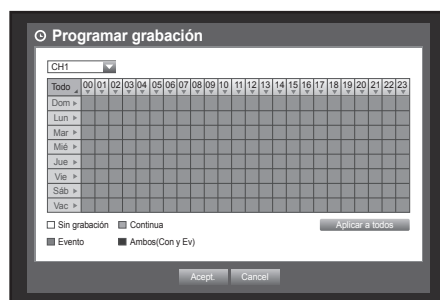 Programar grabación
CH1
Todo 00 01 02 03 04 05 06 07 08 09 10 11 12 13 14 15 16 17 18 19 20 21 22 23
Dom
Lun
Mar
Mié
Jue
Vie
Sáb
Vac
Sin grabación Continua Aplicar a todos
Evento Ambos(Con y Ev)
Acept. Cancel